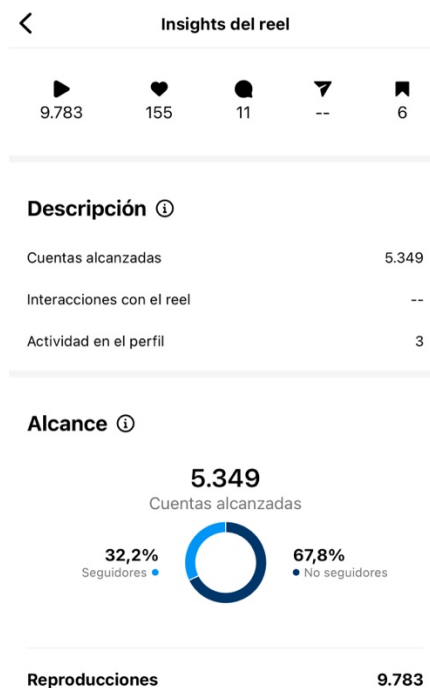 Insights del reel
9.783 155 11 -- 6
Descripción
Cuentas alcanzadas 5.349
Interacciones con el reel --
Actividad en el perfil 3
Alcance
5.349
Cuentas alcanzadas
32,2% 67,8%
Seguidores No seguidores
Reproducciones 9.783